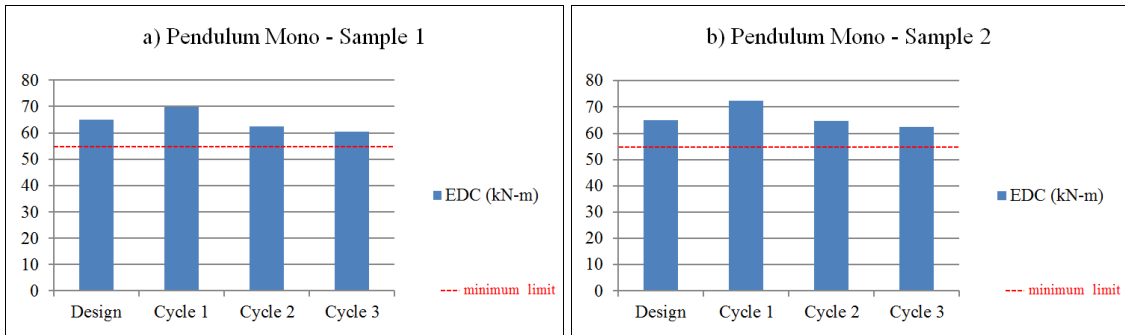 a) Pendulum Mono - Sample 1
80
70
60
50
40
30
20
10
0
Design Cycle 1 Cycle 2 Cycle 3
EDC (kN-m)
minimum limit
b) Pendulum Mono - Sample 2
80
70
60
50
40
30
20
10
0
Design Cycle 1 Cycle 2 Cycle 3
EDC (kN-m)
minimum limit